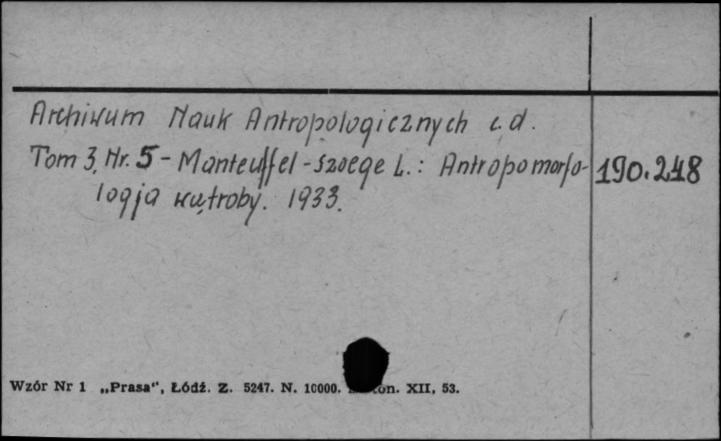 Archiwum Nauk Antropologicznych c.d.
Tom 3, Nr. 5 - Manteuffel - Szoege L.: Antropomorfo- 190.248
logja wątroby. 1933.
Wzór Nr 1 „Prasa", Łódź. Z. 5247. N. 10000. XII, 53.